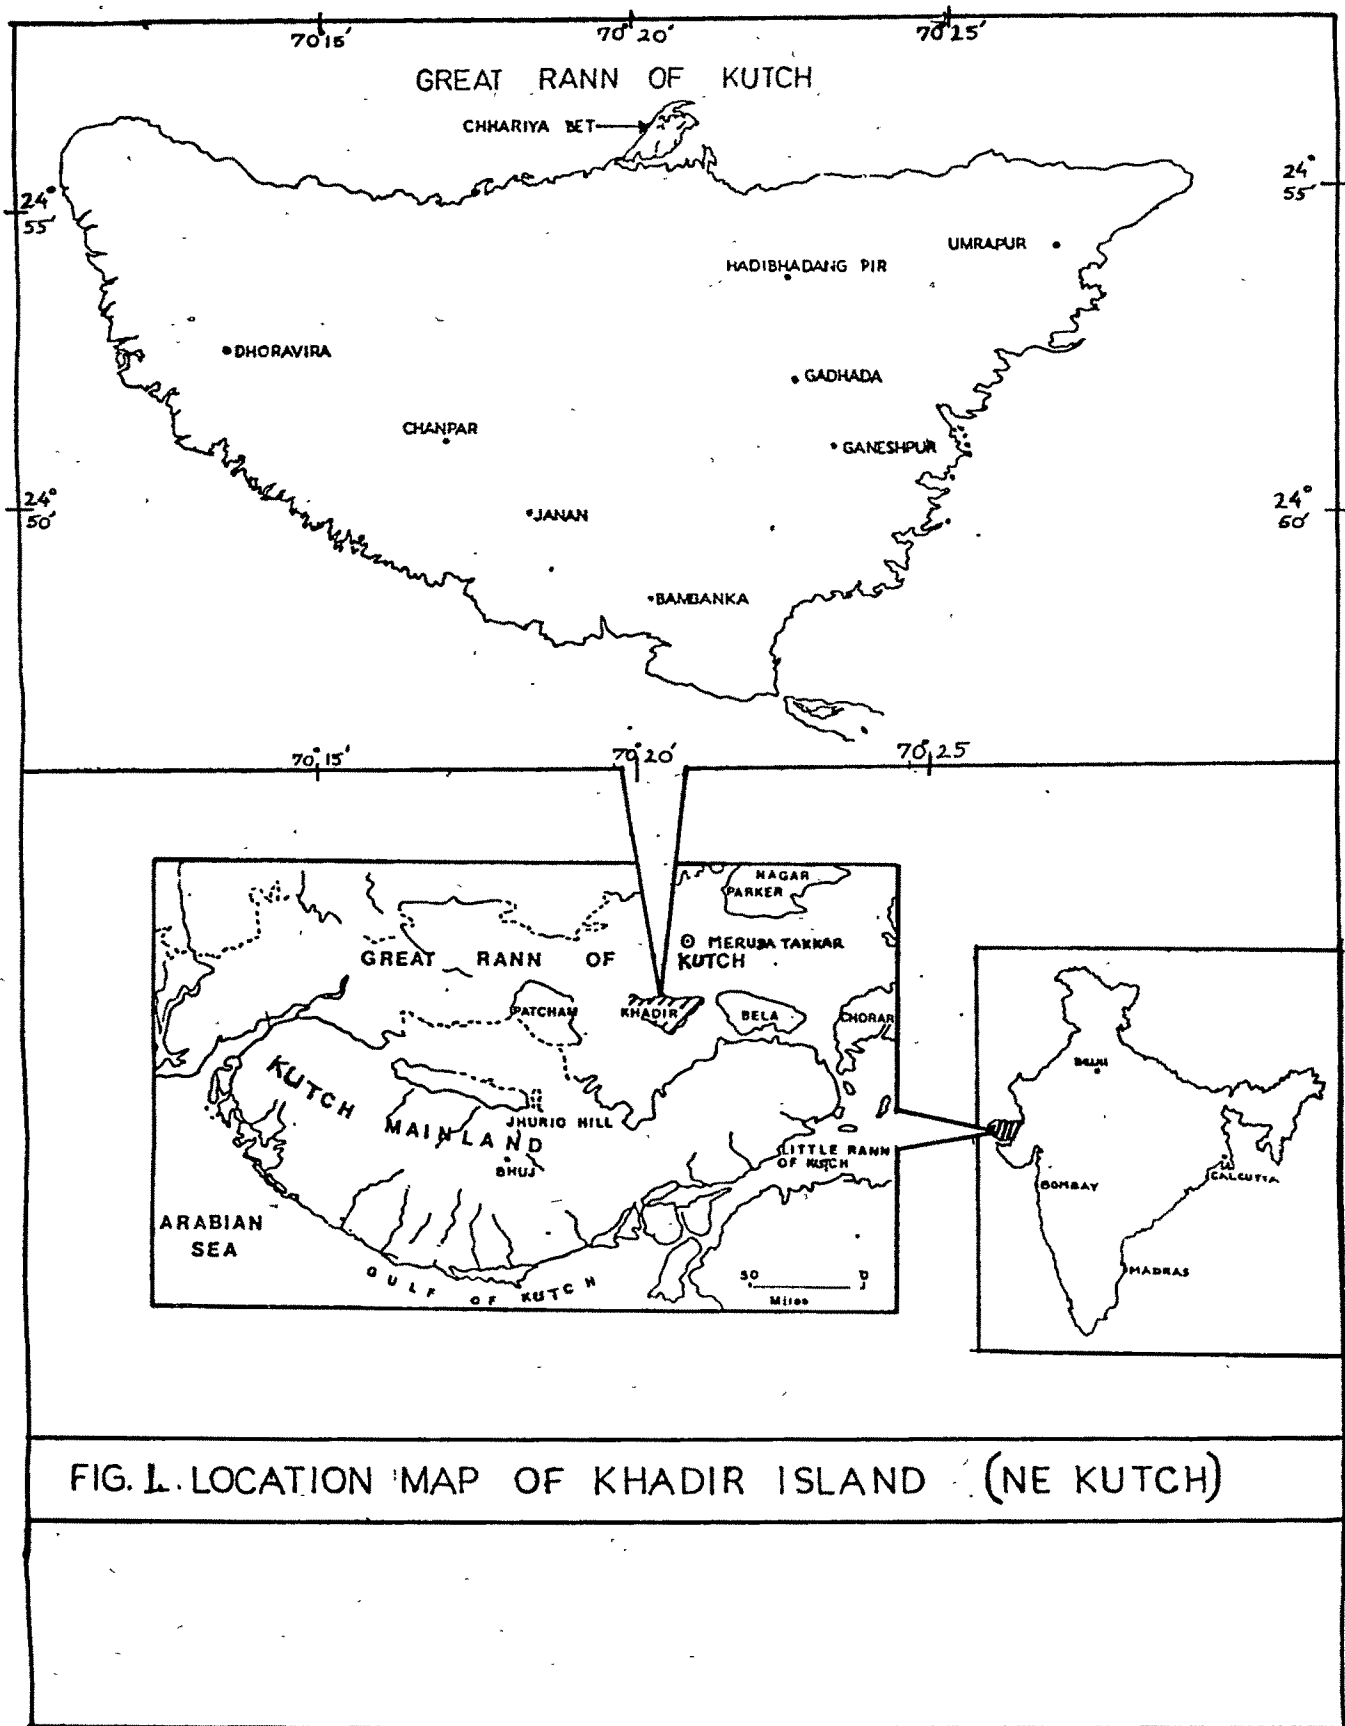 70°15′ 70°20′ 70°25′
GREAT RANN OF KUTCH
CHHARIYA BET
24° 55′
24° 55′
UMRAPUR
HADIBHADANG PIR
DHORAVIRA
GADHADA
CHANPAR
GANESHPUR
24° 50′
24° 50′
JANAN
BAMBANKA
70°15′ 70°20′ 70°25
NAGAR
PARKER
MERUDA TAKKAR
GREAT RANN OF KUTCH
PATCHAM
KHADIR
BELA
CHORAR
KUTCH
MAINLAND
JHURIO HILL
BHUJ
LITTLE RANN
OF KUTCH
ARABIAN
SEA
GULF OF KUTCH
50 0
Miles
DELHI
BOMBAY
CALCUTTA
MADRAS
FIG. 1. LOCATION MAP OF KHADIR ISLAND (NE KUTCH)